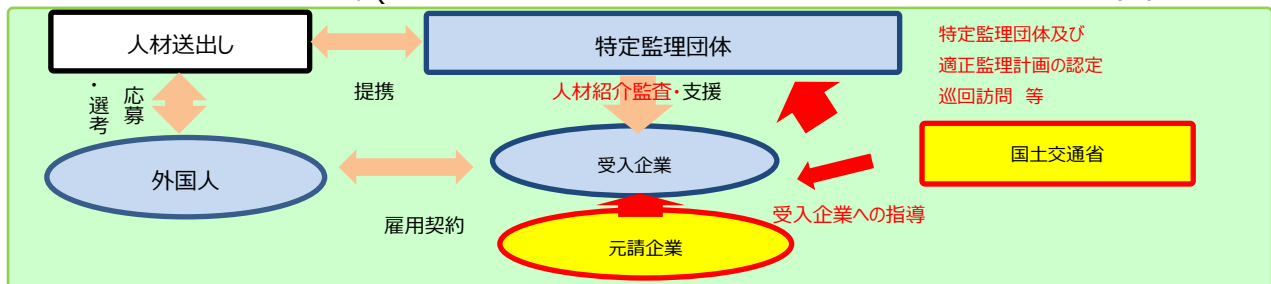 人材送出し
特定監理団体
特定監理団体及び
適正監理計画の認定
巡回訪問 等
提携
人材紹介監査・支援
応募
・選考
国土交通省
外国人
受入企業
受入企業への指導
雇用契約
元請企業